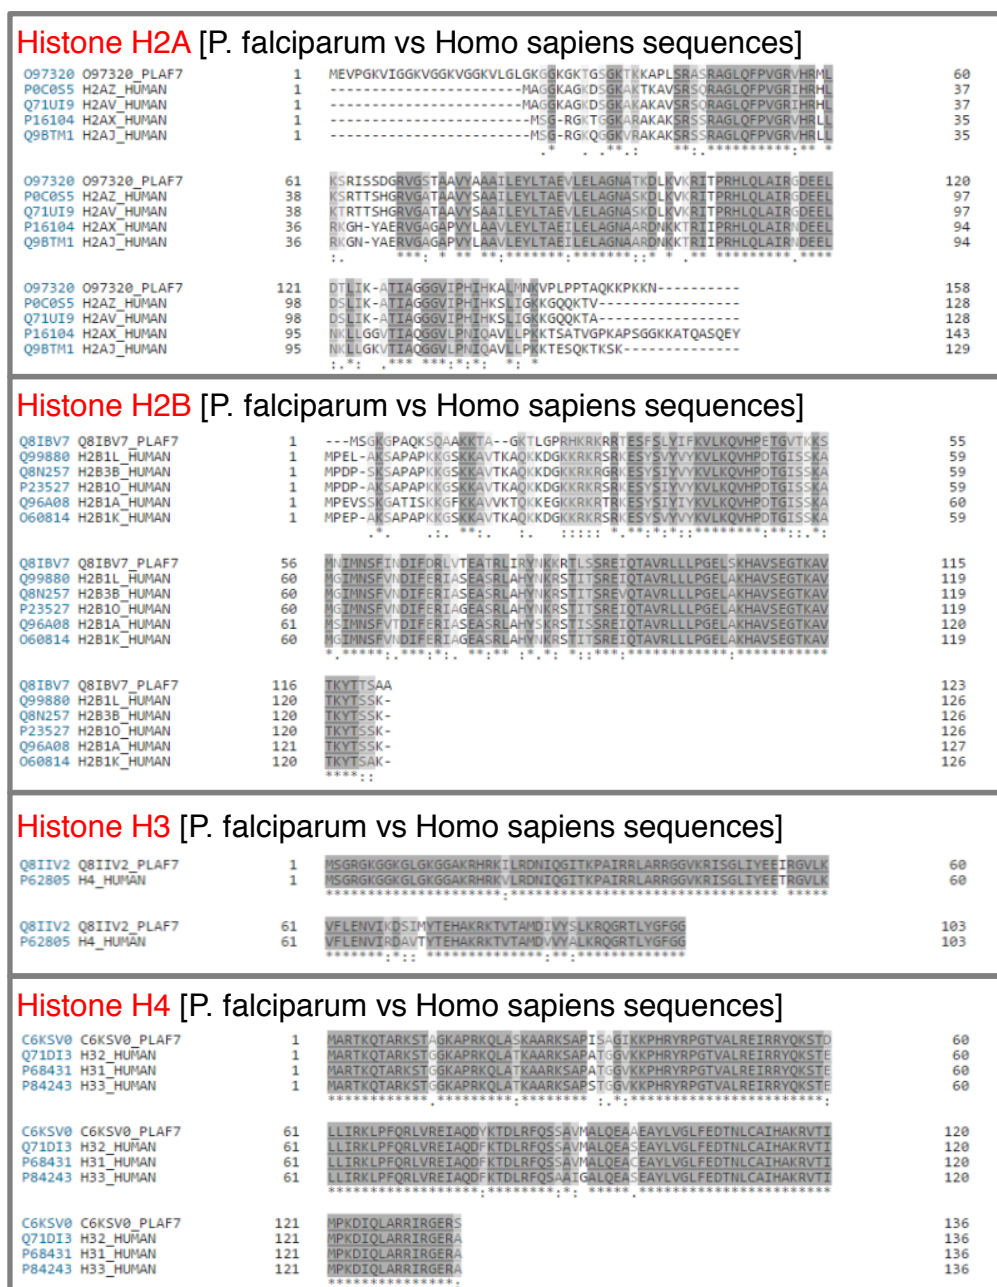 Histone H2A [P. falciparum vs Homo sapiens sequences]
O97320 O97320_PLAF7 1 MEVPGKVIGGKVGGKVGGKVLGLGKGGKGKTGSGKTKKAPLSRASRAGLQFPVGRVHRML 60
P0C0S5 H2AZ_HUMAN 1 -----------------------MAGGKAGKDSGKAKTKAVSRSQRAGLQFPVGRIHRHL 37
Q71UI9 H2AV_HUMAN 1 -----------------------MAGGKAGKDSGKAKAKAVSRSQRAGLQFPVGRIHRHL 37
P16104 H2AX_HUMAN 1 ------------------------MSG-RGKTGGKARAKAKSRSSRAGLQFPVGRVHRLL 35
Q9BTM1 H2AJ_HUMAN 1 ------------------------MSG-RGKQGGKVRAKAKSRSSRAGLQFPVGRVHRLL 35
O97320 O97320_PLAF7 61 KSRISSDGRVGSTAAVYAAAILEYLTAEVLELAGNATKDLKVKRITPRHLQLAIRGDEEL 120
P0C0S5 H2AZ_HUMAN 38 KSRTTSHGRVGATAAVYSAAILEYLTAEVLELAGNASKDLKVKRITPRHLQLAIRGDEEL 97
Q71UI9 H2AV_HUMAN 38 KTRTTSHGRVGATAAVYSAAILEYLTAEVLELAGNASKDLKVKRITPRHLQLAIRGDEEL 97
P16104 H2AX_HUMAN 36 RKGH-YAERVGAGAPVYLAAVLEYLTAEILELAGNAARDNKKTRIIPRHLQLAIRNDEEL 94
Q9BTM1 H2AJ_HUMAN 36 RKGN-YAERVGAGAPVYLAAVLEYLTAEILELAGNAARDNKKTRIIPRHLQLAIRNDEEL 94
O97320 O97320_PLAF7 121 DTLIK-ATIAGGGVIPHIHKALMNKVPLPPTAQKKPKKN---------- 158
P0C0S5 H2AZ_HUMAN 98 DSLIK-ATIAGGGVIPHIHKSLIGKKGQQKTV----------------- 128
Q71UI9 H2AV_HUMAN 98 DSLIK-ATIAGGGVIPHIHKSLIGKKGQQKTA----------------- 128
P16104 H2AX_HUMAN 95 NKLLGGVTIAQGGVLPNIQAVLLPKKTSATVGPKAPSGGKKATQASQEY 143
Q9BTM1 H2AJ_HUMAN 95 NKLLGKVTIAQGGVLPNIQAVLLPKKTESQKTKSK-------------- 129
Histone H2B [P. falciparum vs Homo sapiens sequences]
Q8IBV7 Q8IBV7_PLAF7 1 ---MSGKGPAQKSQAAKKTA--GKTLGPRHKRKRRTESFSLYIFKVLKQVHPETGVTKKS 55
Q99880 H2B1L_HUMAN 1 MPEL-AKSAPAPKKGSKKAVTKAQKKDGKKRKRSRKESYSVYVYKVLKQVHPDTGISSKA 59
Q8N257 H2B3B_HUMAN 1 MPDP-SKSAPAPKKGSKKAVTKAQKKDGKKRKRGRKESYSIYVYKVLKQVHPDTGISSKA 59
P23527 H2B1O_HUMAN 1 MPDP-AKSAPAPKKGSKKAVTKAQKKDGKKRKRSRKESYSIYVYKVLKQVHPDTGISSKA 59
Q96A08 H2B1A_HUMAN 1 MPEVSSKGATISKKGFKKAVVKTQKKEGKKRKRTRKESYSIYIYKVLKQVHPDTGISSKA 60
O60814 H2B1K_HUMAN 1 MPEP-AKSAPAPKKGSKKAVTKAQKKDGKKRKRSRKESYSVYVYKVLKQVHPDTGISSKA 59
Q8IBV7 Q8IBV7_PLAF7 56 MNIMNSFINDIFDRLVTEATRLIRYNKKRTLSSREIQTAVRLLLPGELSKHAVSEGTKAV 115
Q99880 H2B1L_HUMAN 60 MGIMNSFVNDIFERIASEASRLAHYNKRSTITSREIQTAVRLLLPGELAKHAVSEGTKAV 119
Q8N257 H2B3B_HUMAN 60 MGIMNSFVNDIFERIASEASRLAHYNKRSTITSREVQTAVRLLLPGELAKHAVSEGTKAV 119
P23527 H2B1O_HUMAN 60 MGIMNSFVNDIFERIAGEASRLAHYNKRSTITSREIQTAVRLLLPGELAKHAVSEGTKAV 119
Q96A08 H2B1A_HUMAN 61 MSIMNSFVTDIFERIASEASRLAHYSKRSTISSREIQTAVRLLLPGELAKHAVSEGTKAV 120
O60814 H2B1K_HUMAN 60 MGIMNSFVNDIFERIAGEASRLAHYNKRSTITSREIQTAVRLLLPGELAKHAVSEGTKAV 119
Q8IBV7 Q8IBV7_PLAF7 116 TKYTTSAA 123
Q99880 H2B1L_HUMAN 120 TKYTSSK- 126
Q8N257 H2B3B_HUMAN 120 TKYTSSK- 126
P23527 H2B1O_HUMAN 120 TKYTSSK- 126
Q96A08 H2B1A_HUMAN 121 TKYTSSK- 127
O60814 H2B1K_HUMAN 120 TKYTSAK- 126
Histone H3 [P. falciparum vs Homo sapiens sequences]
Q8IIV2 Q8IIV2_PLAF7 1 MSGRGKGGKGLGKGGAKRHRKILRDNIQGITKPAIRRLARRGGVKRISGLIYEEIRGVLK 60
P62805 H4_HUMAN 1 MSGRGKGGKGLGKGGAKRHRKVLRDNIQGITKPAIRRLARRGGVKRISGLIYEETRGVLK 60
Q8IIV2 Q8IIV2_PLAF7 61 VFLENVIKDSIMYTEHAKRKTVTAMDIVYSLKRQGRTLYGFGG 103
P62805 H4_HUMAN 61 VFLENVIRDAVTYTEHAKRKTVTAMDVVYALKRQGRTLYGFGG 103
Histone H4 [P. falciparum vs Homo sapiens sequences]
C6KSV0 C6KSV0_PLAF7 1 MARTKQTARKSTAGKAPRKQLASKAARKSAPISAGIKKPHRYRPGTVALREIRRYQKSTD 60
Q71DI3 H32_HUMAN 1 MARTKQTARKSTGGKAPRKQLATKAARKSAPATGGVKKPHRYRPGTVALREIRRYQKSTE 60
P68431 H31_HUMAN 1 MARTKQTARKSTGGKAPRKQLATKAARKSAPATGGVKKPHRYRPGTVALREIRRYQKSTE 60
P84243 H33_HUMAN 1 MARTKQTARKSTGGKAPRKQLATKAARKSAPSTGGVKKPHRYRPGTVALREIRRYQKSTE 60
C6KSV0 C6KSV0_PLAF7 61 LLIRKLPFQRLVREIAQDYKTDLRFQSSAVMALQEAAEAYLVGLFEDTNLCAIHAKRVTI 120
Q71DI3 H32_HUMAN 61 LLIRKLPFQRLVREIAQDFKTDLRFQSSAVMALQEASEAYLVGLFEDTNLCAIHAKRVTI 120
P68431 H31_HUMAN 61 LLIRKLPFQRLVREIAQDFKTDLRFQSSAVMALQEACEAYLVGLFEDTNLCAIHAKRVTI 120
P84243 H33_HUMAN 61 LLIRKLPFQRLVREIAQDFKTDLRFQSAAIGALQEASEAYLVGLFEDTNLCAIHAKRVTI 120
C6KSV0 C6KSV0_PLAF7 121 MPKDIQLARRIRGERS 136
Q71DI3 H32_HUMAN 121 MPKDIQLARRIRGERA 136
P68431 H31_HUMAN 121 MPKDIQLARRIRGERA 136
P84243 H33_HUMAN 121 MPKDIQLARRIRGERA 136